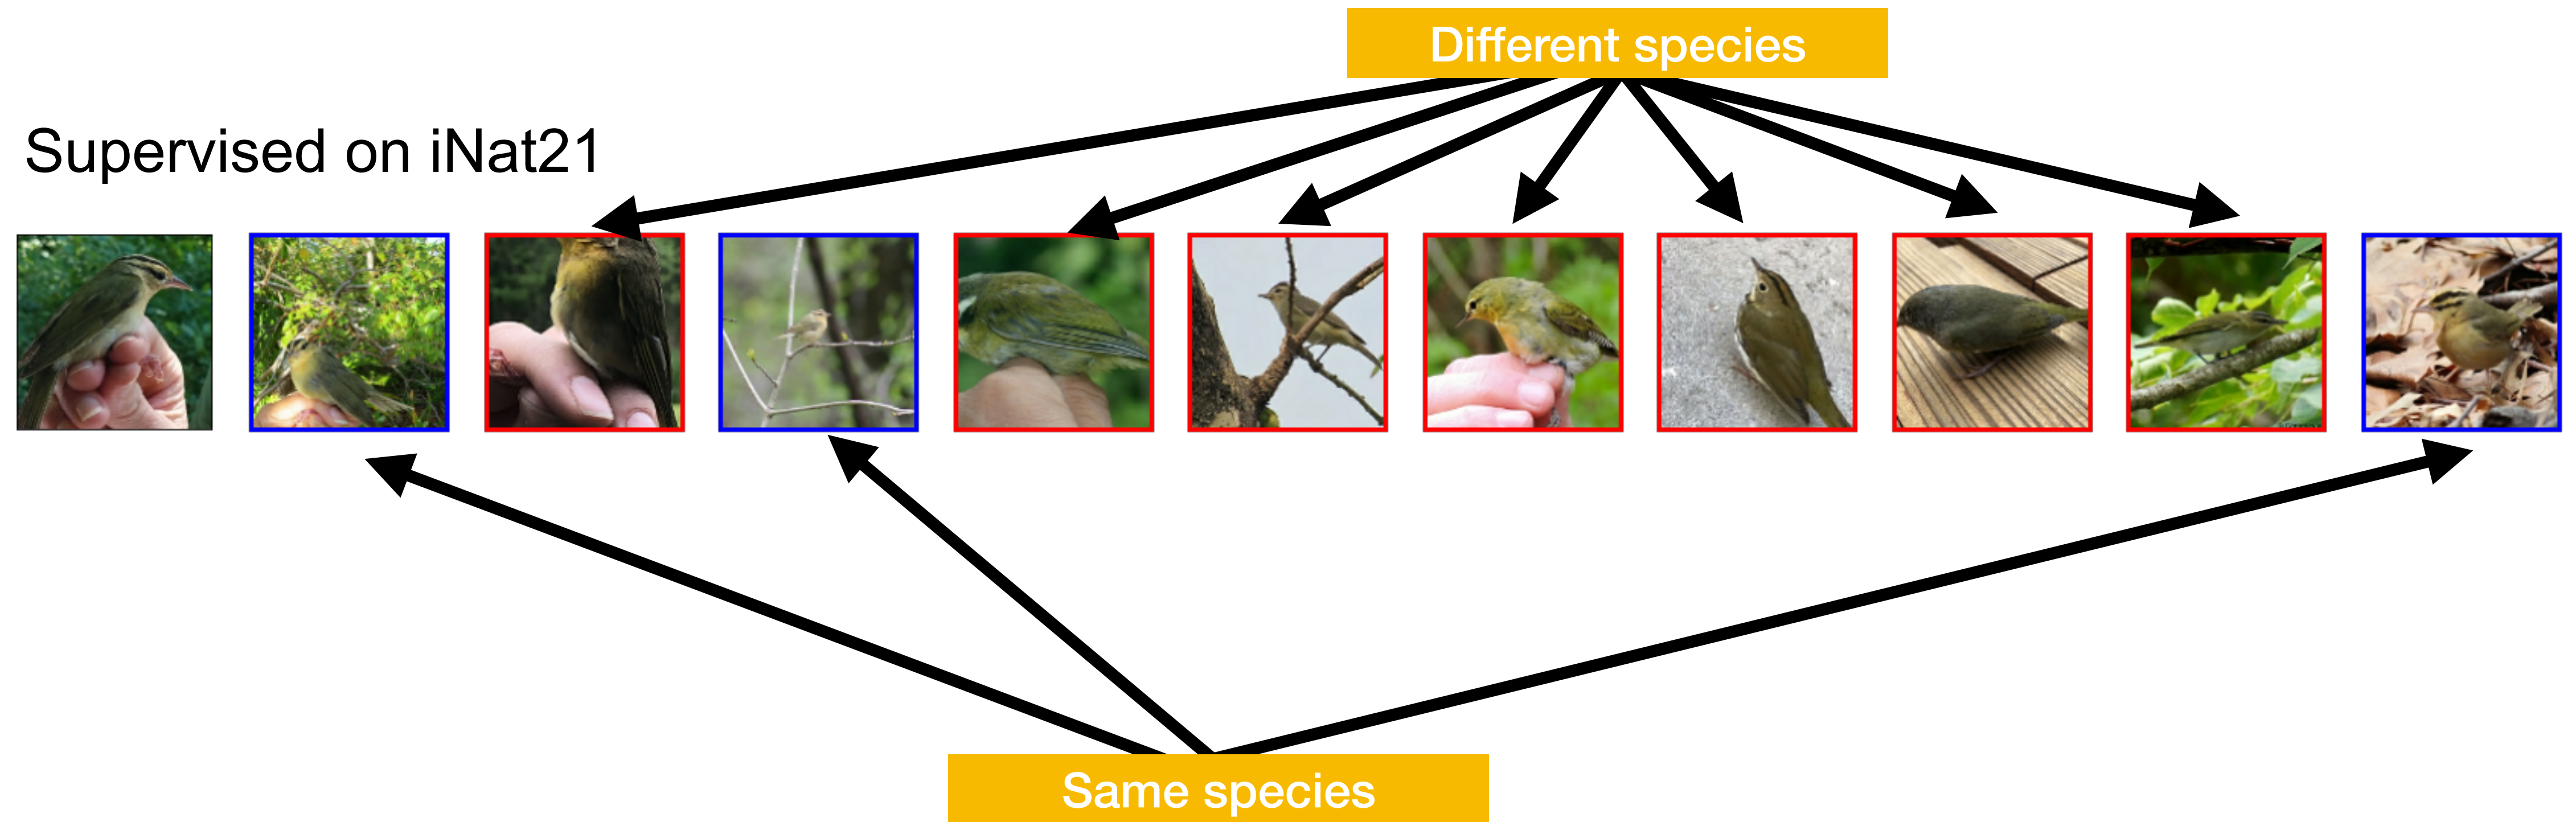 Different species
Supervised on iNat21
Same species